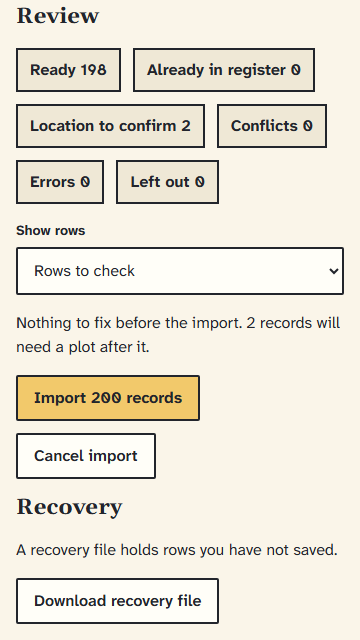 Review
Ready 198
Already in register 0
Location to confirm 2
Conflicts 0
Errors 0
Left out 0
Show rows
Rows to check
Nothing to fix before the import. 2 records will
need a plot after it.
Import 200 records
Cancel import
Recovery
A recovery file holds rows you have not saved.
Download recovery file